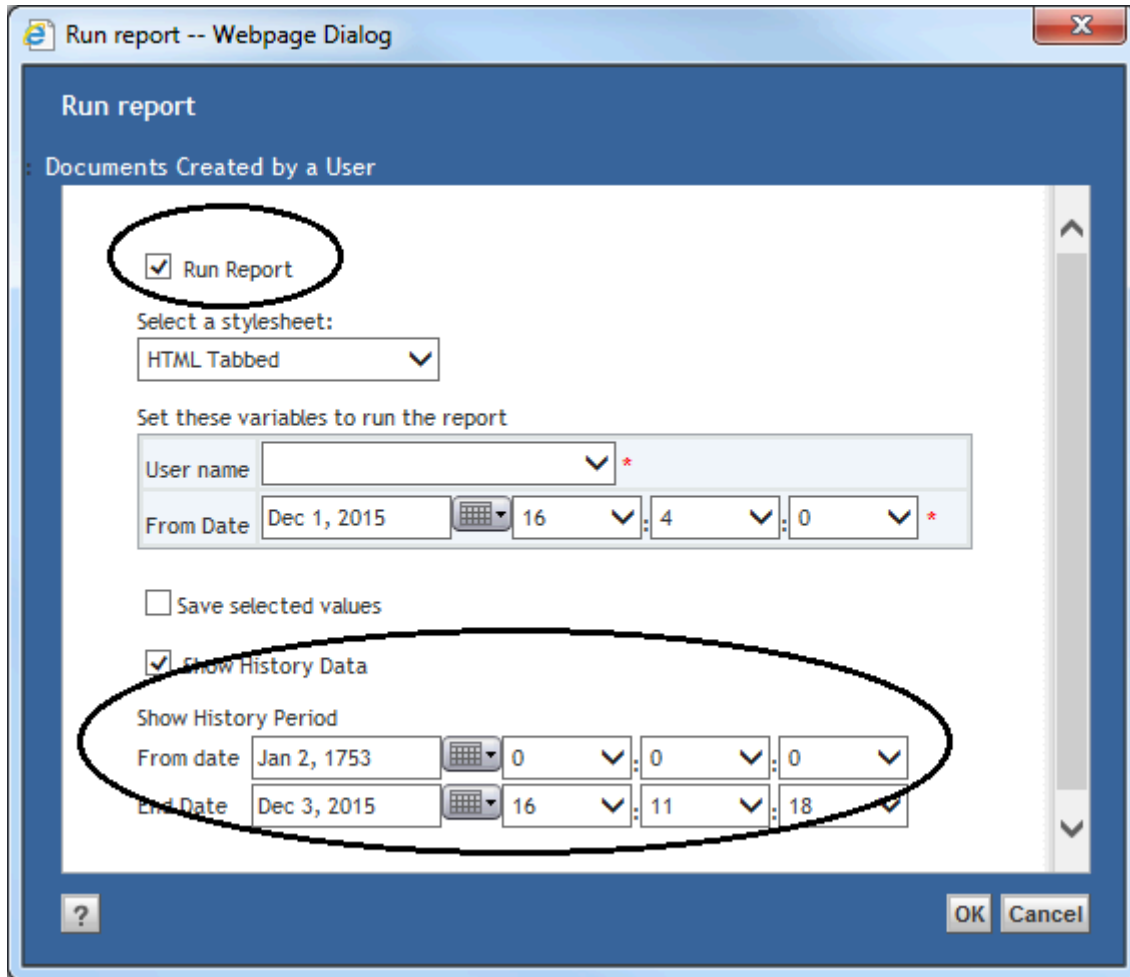 Run report -- Webpage Dialog
x
Run report
: Documents Created by a User
Run Report
Select a stylesheet:
HTML Tabbed
Set these variables to run the report
User name *
From Date Dec 1, 2015 16 : 4 : 0 *
Save selected values
Show History Data
Show History Period
From date Jan 2, 1753 0 : 0 : 0
End Date Dec 3, 2015 16 : 11 : 18
? OK Cancel